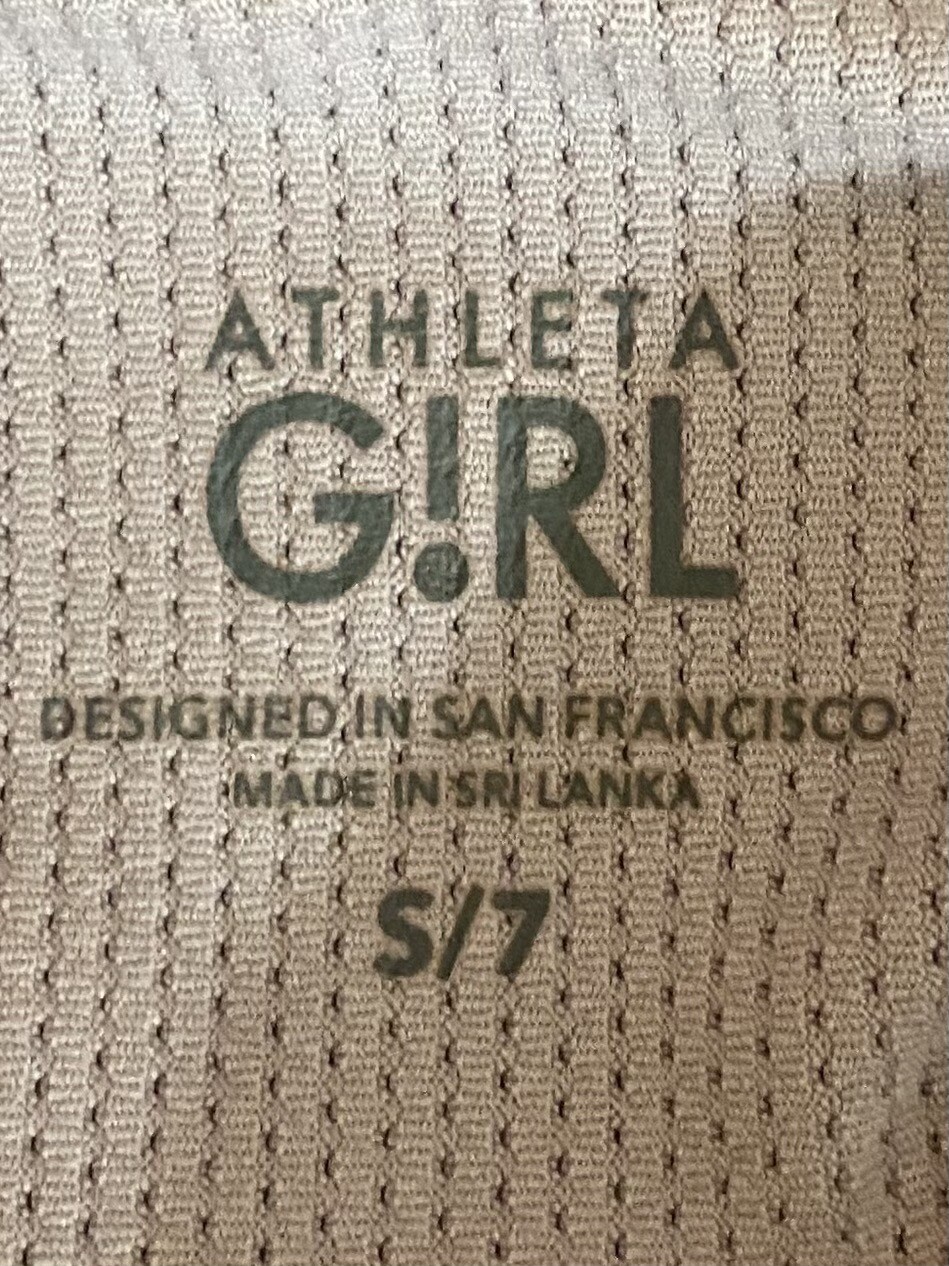 ATHLETA
G!RL
DESIGNED IN SAN FRANCISCO
MADE IN SRI LANKA
S/7